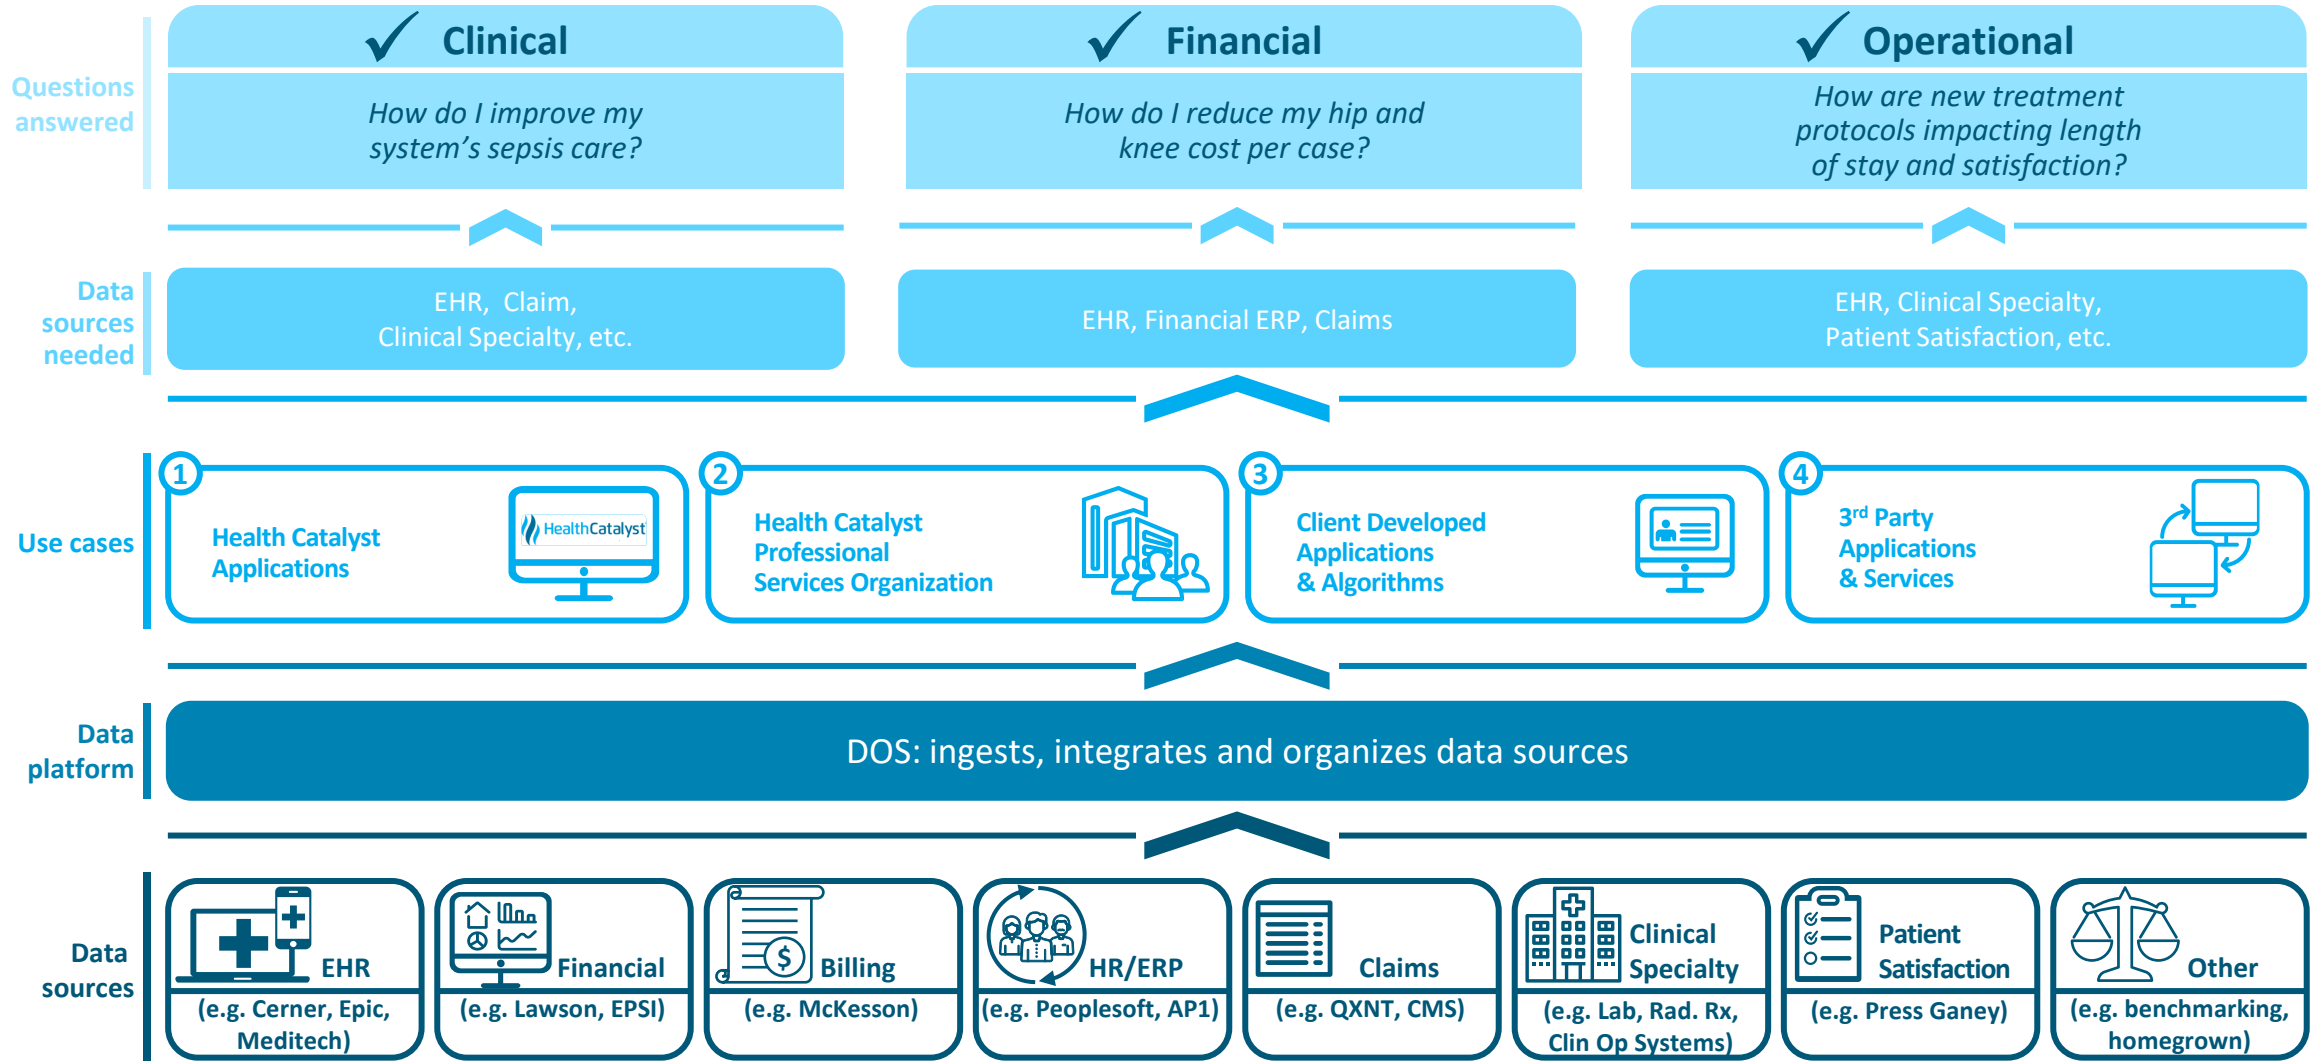 Questions
answered
Clinical
How do I improve my
system's sepsis care?
Financial
How do I reduce my hip and
knee cost per case?
Operational
How are new treatment
protocols impacting length
of stay and satisfaction?
Data
sources
needed
EHR, Claim,
Clinical Specialty, etc.
EHR, Financial ERP, Claims
EHR, Clinical Specialty,
Patient Satisfaction, etc.
Use cases
1
Health Catalyst
Applications
HealthCatalyst
2
Health Catalyst
Professional
Services Organization
3
Client Developed
Applications
& Algorithms
4
3rd Party
Applications
& Services
Data
platform
DOS: ingests, integrates and organizes data sources
Data
sources
EHR
(e.g. Cerner, Epic,
Meditech)
Financial
(e.g. Lawson, EPSI)
$
Billing
(e.g. McKesson)
HR/ERP
(e.g. Peoplesoft, AP1)
Claims
(e.g. QXNT, CMS)
Clinical
Specialty
(e.g. Lab, Rad. Rx,
Clin Op Systems)
Patient
Satisfaction
(e.g. Press Ganey)
Other
(e.g. benchmarking,
homegrown)